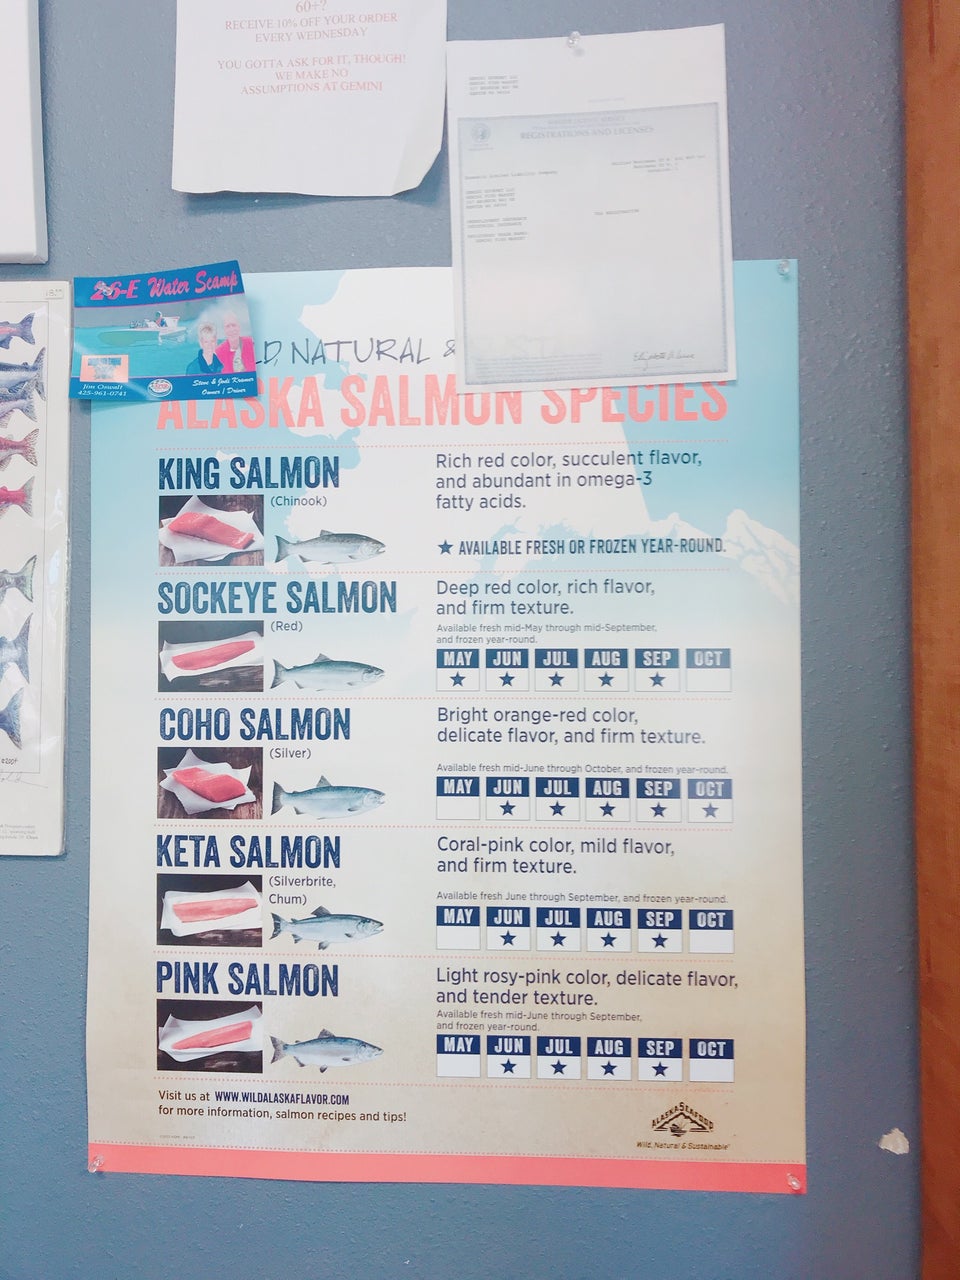 60+?
RECEIVE 10% OFF YOUR ORDER
EVERY WEDNESDAY
YOU GOTTA ASK FOR IT, THOUGH!
WE MAKE NO
ASSUMPTIONS AT GEMINI
REGISTRATIONS AND LICENSES
26-E Water Scamp
Jim Oswalt
425-961-0741
Steve & Jodi Kramer
Owner / Driver
LD, NATURAL &
ALASKA SALMON SPECIES
KING SALMON
(Chinook)
Rich red color, succulent flavor,
and abundant in omega-3
fatty acids.
★ AVAILABLE FRESH OR FROZEN YEAR-ROUND.
SOCKEYE SALMON
(Red)
Deep red color, rich flavor,
and firm texture.
Available fresh mid-May through mid-September,
and frozen year-round.
MAY JUN JUL AUG SEP OCT
★ ★ ★ ★ ★
COHO SALMON
(Silver)
Bright orange-red color,
delicate flavor, and firm texture.
Available fresh mid-June through October, and frozen year-round.
MAY JUN JUL AUG SEP OCT
★ ★ ★ ★ ★
KETA SALMON
(Silverbrite,
Chum)
Coral-pink color, mild flavor,
and firm texture.
Available fresh June through September, and frozen year-round.
MAY JUN JUL AUG SEP OCT
★ ★ ★ ★
PINK SALMON
Light rosy-pink color, delicate flavor,
and tender texture.
Available fresh mid-June through September,
and frozen year-round.
MAY JUN JUL AUG SEP OCT
★ ★ ★ ★
Visit us at WWW.WILDALASKAFLAVOR.COM
for more information, salmon recipes and tips!
ALASKA SEAFOOD
Wild, Natural & Sustainable